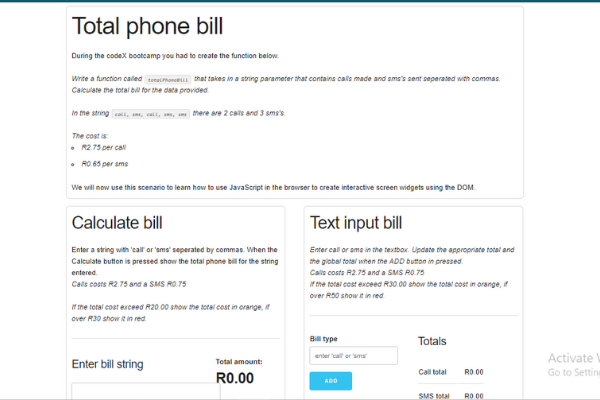 Total phone bill
During the codeX bootcamp you had to create the function below.
Write a function called totalPhoneBill that takes in a string parameter that contains calls made and sms's sent seperated with commas.
Calculate the total bill for the data provided.
In the string call, sms, call, sms, sms there are 2 calls and 3 sms's.
The cost is:
R2.75 per call
R0.65 per sms
We will now use this scenario to learn how to use JavaScript in the browser to create interactive screen widgets using the DOM.
Calculate bill
Enter a string with 'call' or 'sms' seperated by commas. When the
Calculate button is pressed show the total phone bill for the string
entered.
Calls costs R2.75 and a SMS R0.75
If the total cost exceed R20.00 show the total cost in orange, if
over R30 show it in red.
Enter bill string
Total amount:
R0.00
Text input bill
Enter call or sms in the textbox. Update the appropriate total and
the global total when the ADD button in pressed.
Calls costs R2.75 and a SMS R0.75
If the total cost exceed R30.00 show the total cost in orange, if
over R50 show it in red.
Bill type
enter 'call' or 'sms'
ADD
Totals
Call total R0.00
SMS total R0.00
Activate
Go to Setting